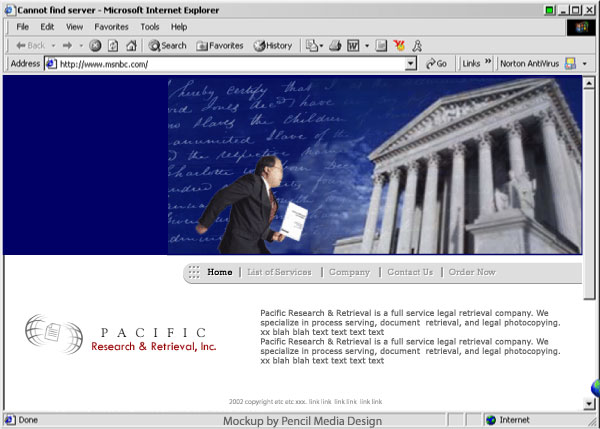 Cannot find server - Microsoft Internet Explorer
File Edit View Favorites Tools Help
Back Search Favorites History
Address http://www.msnbc.com/ Go Links » Norton AntiVirus
hereby certify that I
have
slaves the children
Slave of
the respective
Charlotte
Home | List of Services | Company | Contact Us | Order Now
Pacific Research & Retrieval is a full service legal retrieval company. We
specialize in process serving, document retrieval, and legal photocopying.
xx blah blah text text text text
Pacific Research & Retrieval is a full service legal retrieval company. We
specialize in process serving, document retrieval, and legal photocopying.
xx blah blah text text text text
PACIFIC
Research & Retrieval, Inc.
2002 copyright etc etc xxx. link link link link link link
Done Mockup by Pencil Media Design Internet